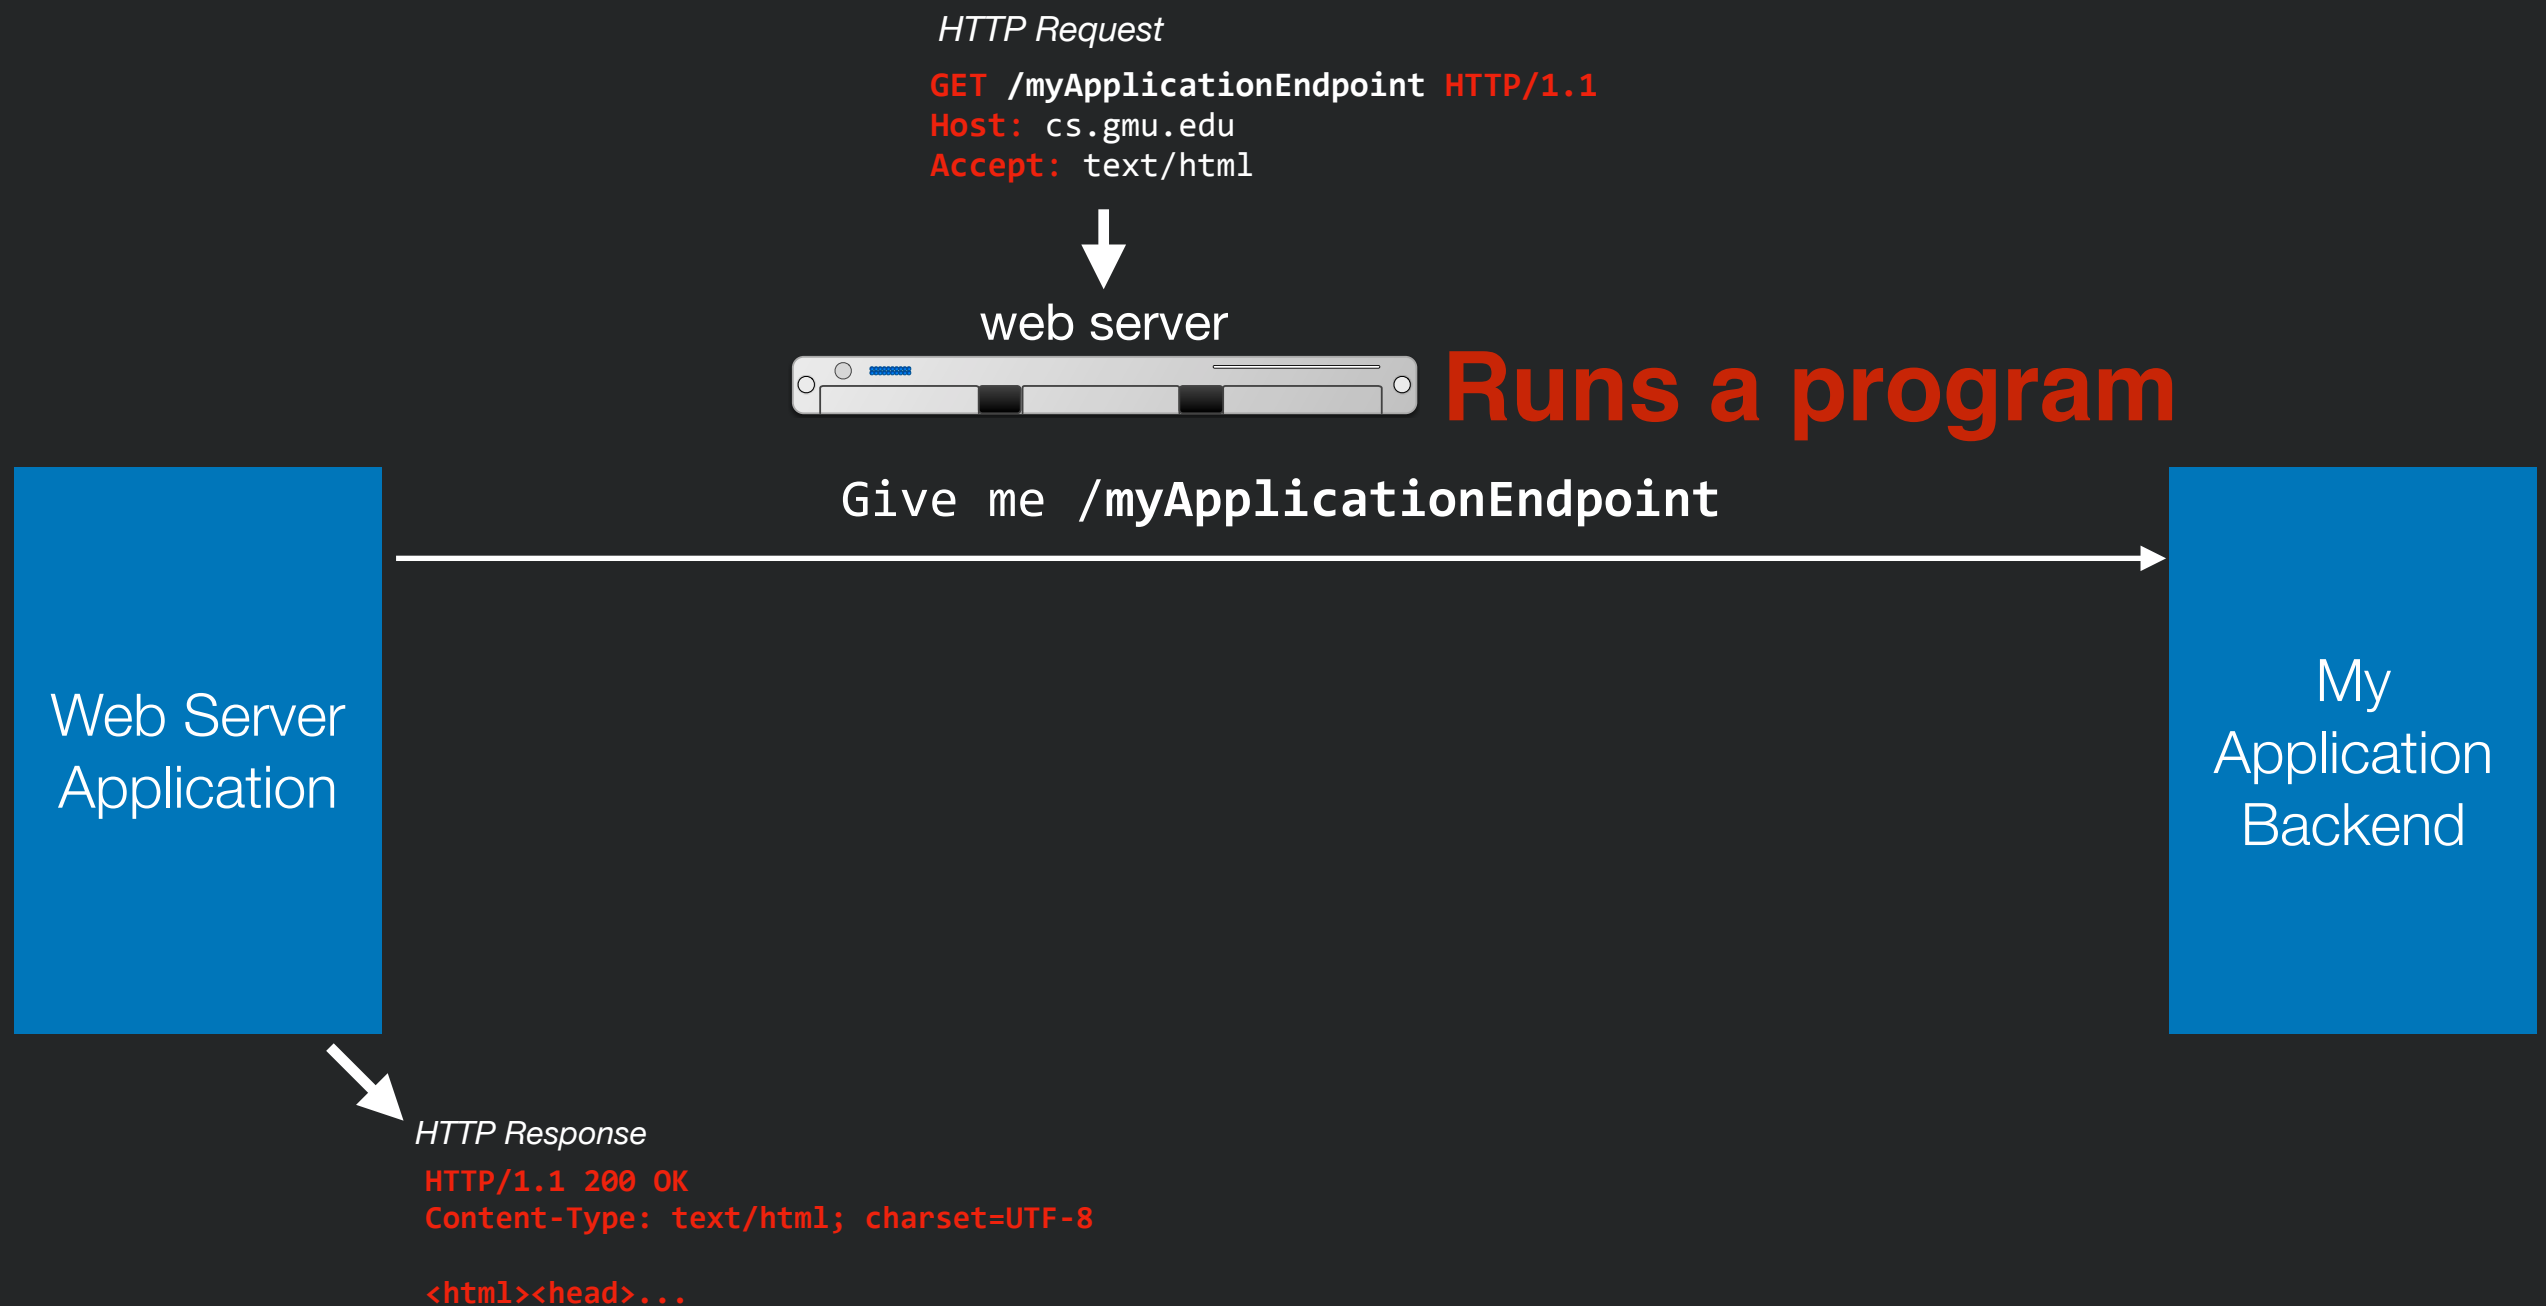 HTTP Request
GET /myApplicationEndpoint HTTP/1.1
Host: cs.gmu.edu
Accept: text/html
web server
Runs a program
Give me /myApplicationEndpoint
Web Server
Application
My
Application
Backend
HTTP Response
HTTP/1.1 200 OK
Content-Type: text/html; charset=UTF-8
<html><head>...